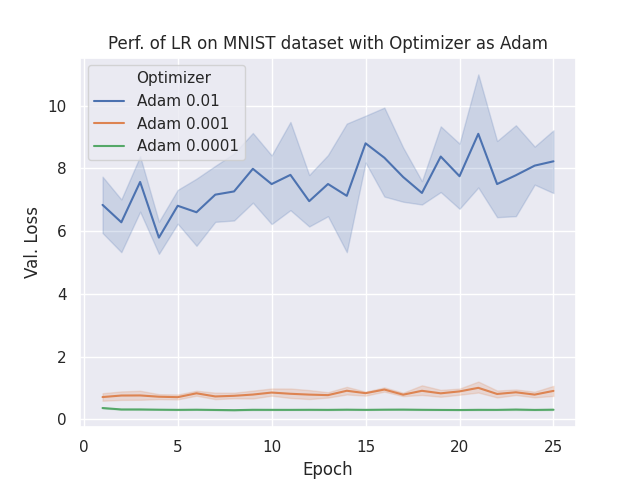 Perf. of LR on MNIST dataset with Optimizer as Adam
Optimizer
Adam 0.01
Adam 0.001
Adam 0.0001
Val. Loss
10
8
6
4
2
0
0 5 10 15 20 25
Epoch